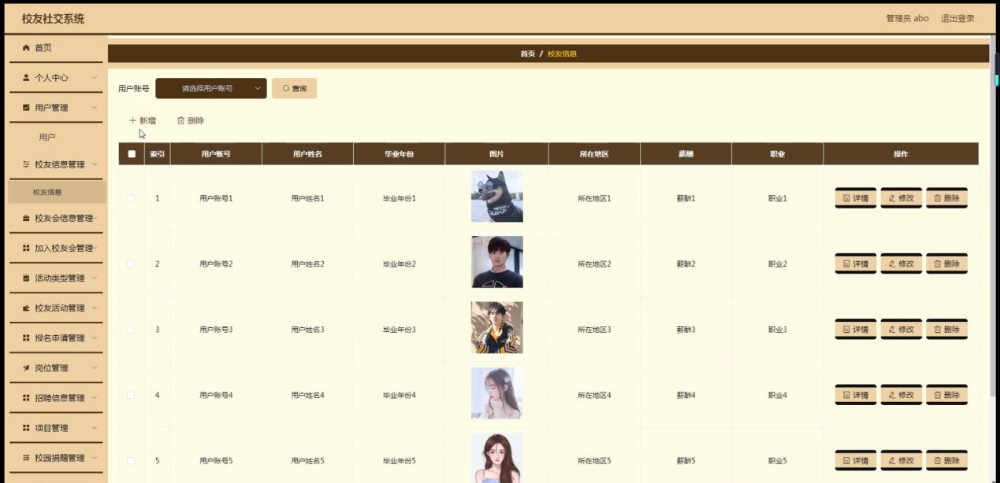 校友社交系统
管理员 abo 退出登录
首页
个人中心
用户管理
用户
校友信息管理
校友信息
校友会信息管理
加入校友会管理
活动类型管理
校友活动管理
报名申请管理
岗位管理
招聘信息管理
项目管理
校园捐赠管理
首页 / 校友信息
用户账号 请选择用户账号 查询
新增 删除
索引 用户账号 用户姓名 毕业年份 图片 所在地区 薪酬 职业 操作
1 用户账号1 用户姓名1 毕业年份1 所在地区1 薪酬1 职业1 详情 修改 删除
2 用户账号2 用户姓名2 毕业年份2 所在地区2 薪酬2 职业2 详情 修改 删除
3 用户账号3 用户姓名3 毕业年份3 所在地区3 薪酬3 职业3 详情 修改 删除
4 用户账号4 用户姓名4 毕业年份4 所在地区4 薪酬4 职业4 详情 修改 删除
5 用户账号5 用户姓名5 毕业年份5 所在地区5 薪酬5 职业5 详情 修改 删除